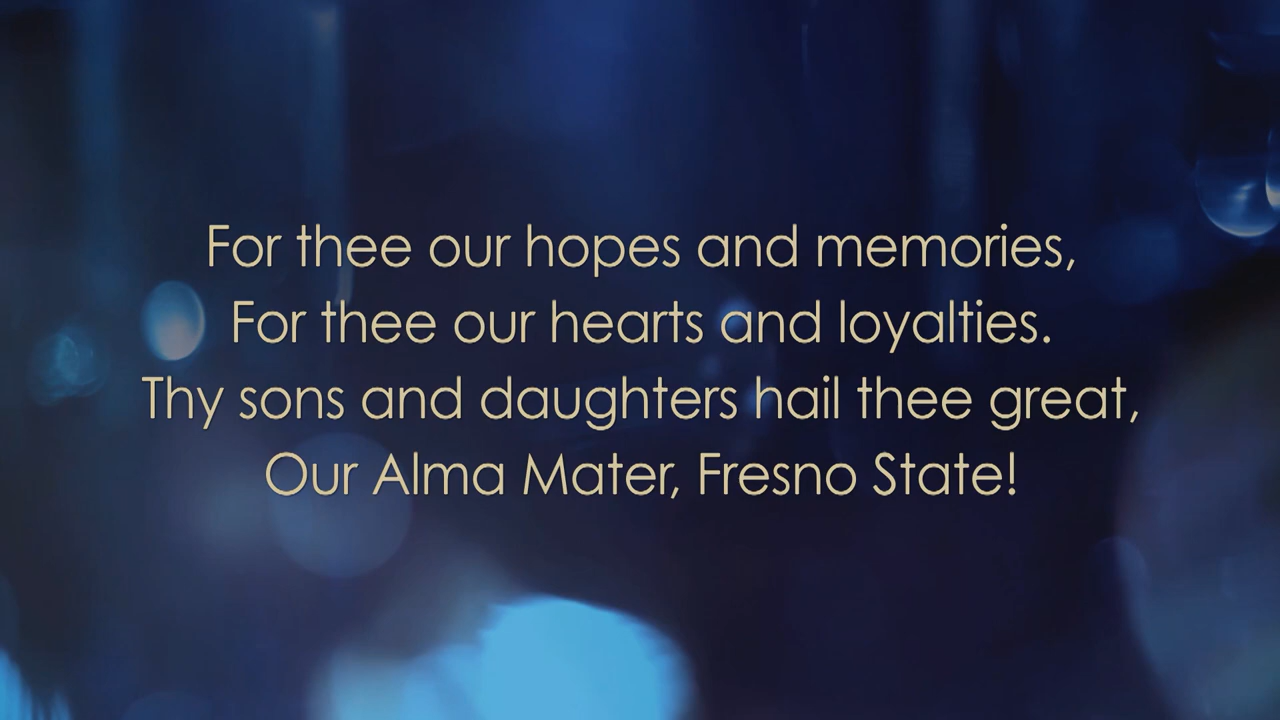 For thee our hopes and memories,
For thee our hearts and loyalties.
Thy sons and daughters hail thee great,
Our Alma Mater, Fresno State!